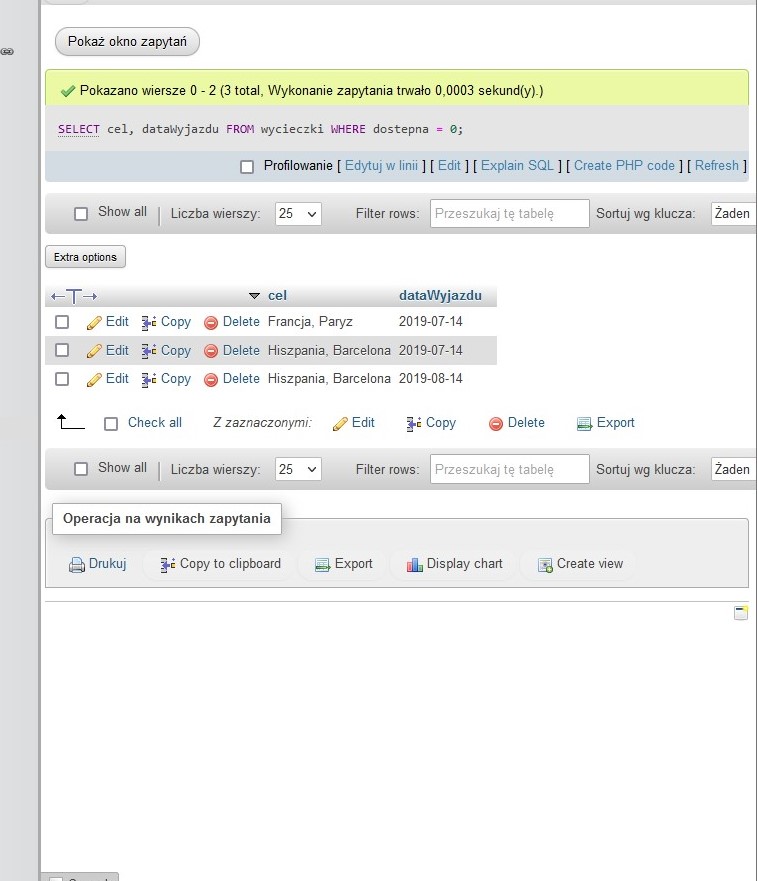 Pokaż okno zapytań
Pokazano wiersze 0 - 2 (3 total, Wykonanie zapytania trwało 0,0003 sekund(y).)
SELECT cel, dataWyjazdu FROM wycieczki WHERE dostepna = 0;
Profilowanie [ Edytuj w linii ] [ Edit ] [ Explain SQL ] [ Create PHP code ] [ Refresh ]
Show all | Liczba wierszy: 25 Filter rows: Przeszukaj tę tabelę Sortuj wg klucza: Żaden
Extra options
cel dataWyjazdu
Edit Copy Delete Francja, Paryz 2019-07-14
Edit Copy Delete Hiszpania, Barcelona 2019-07-14
Edit Copy Delete Hiszpania, Barcelona 2019-08-14
Check all Z zaznaczonymi: Edit Copy Delete Export
Show all | Liczba wierszy: 25 Filter rows: Przeszukaj tę tabelę Sortuj wg klucza: Żaden
Operacja na wynikach zapytania
Drukuj Copy to clipboard Export Display chart Create view